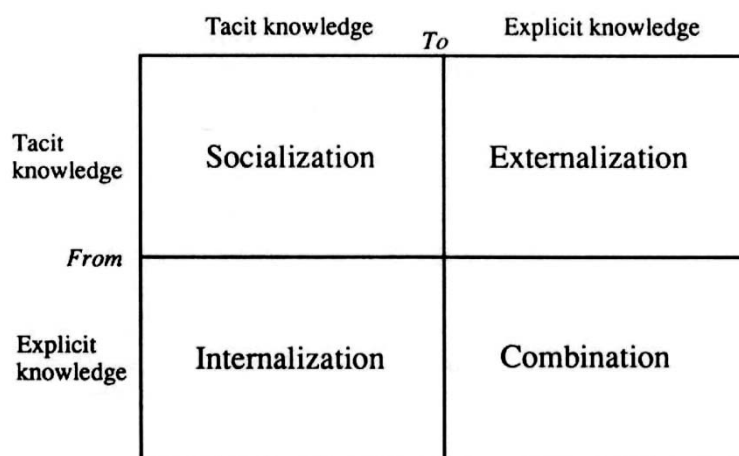 Tacit knowledge
To
Explicit knowledge
Tacit
knowledge
Socialization
Externalization
From
Explicit
knowledge
Internalization
Combination